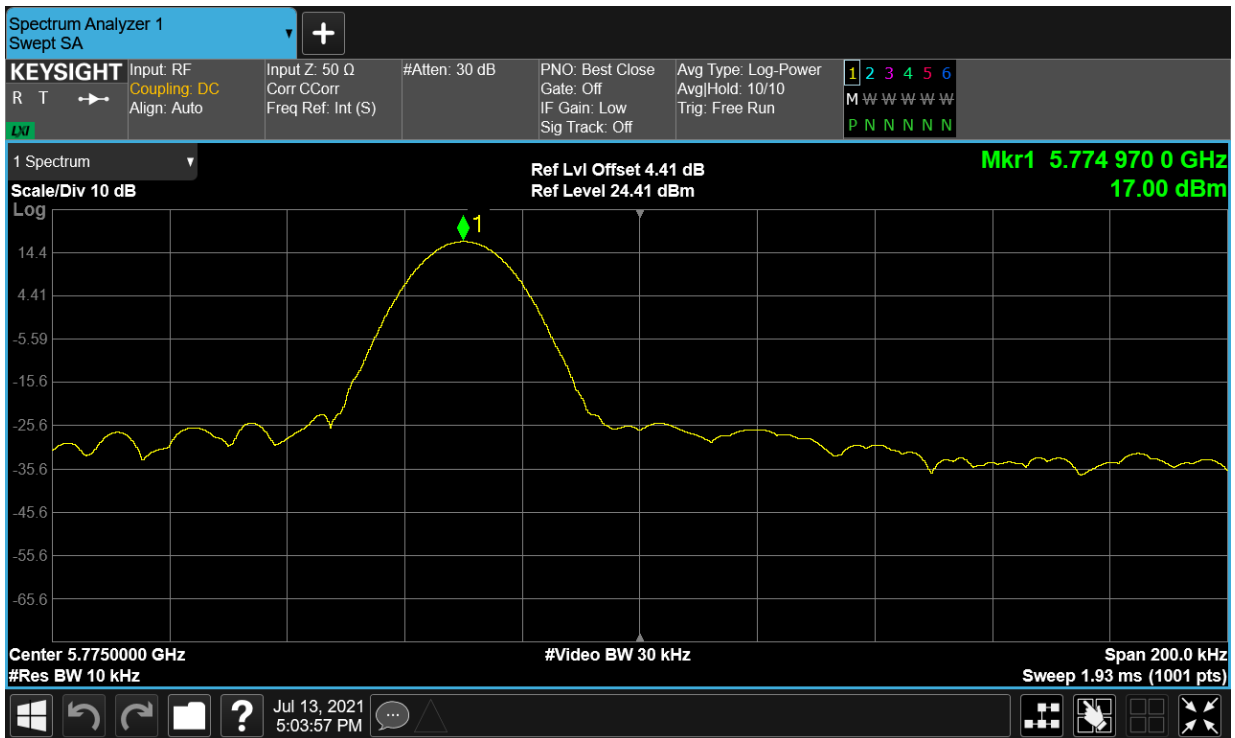 Spectrum Analyzer 1
Swept SA
KEYSIGHT
R T
LXI
Input: RF
Coupling: DC
Align: Auto
Input Z: 50 Ω
Corr CCorr
Freq Ref: Int (S)
#Atten: 30 dB
PNO: Best Close
Gate: Off
IF Gain: Low
Sig Track: Off
Avg Type: Log-Power
Avg|Hold: 10/10
Trig: Free Run
1 2 3 4 5 6
M W W W W W
P N N N N N
1 Spectrum
Scale/Div 10 dB
Log
Ref Lvl Offset 4.41 dB
Ref Level 24.41 dBm
Mkr1 5.774 970 0 GHz
17.00 dBm
1
14.4
4.41
-5.59
-15.6
-25.6
-35.6
-45.6
-55.6
-65.6
Center 5.7750000 GHz
#Res BW 10 kHz
#Video BW 30 kHz
Span 200.0 kHz
Sweep 1.93 ms (1001 pts)
?
Jul 13, 2021
5:03:57 PM